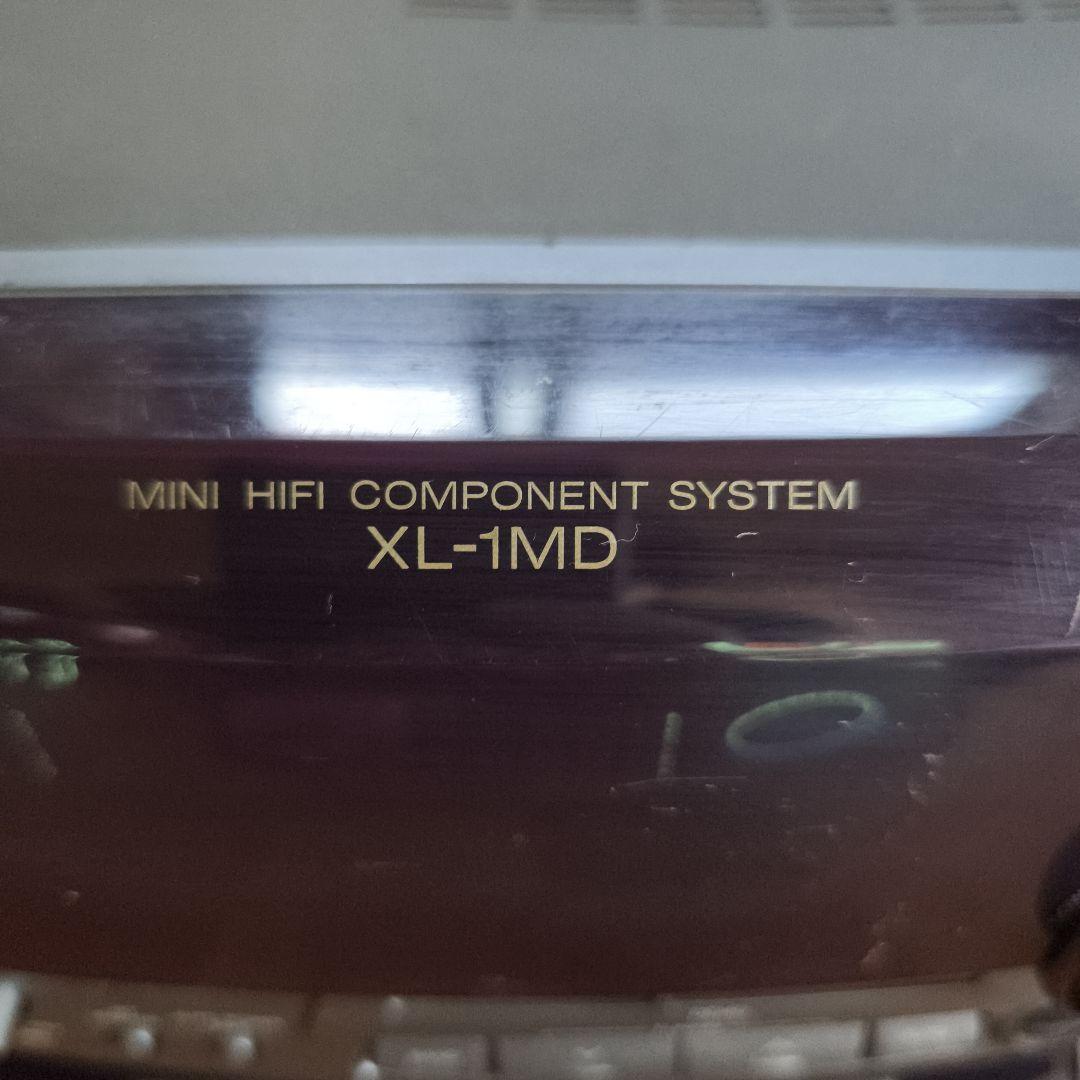 MINI HIFI COMPONENT SYSTEM
XL-1MD